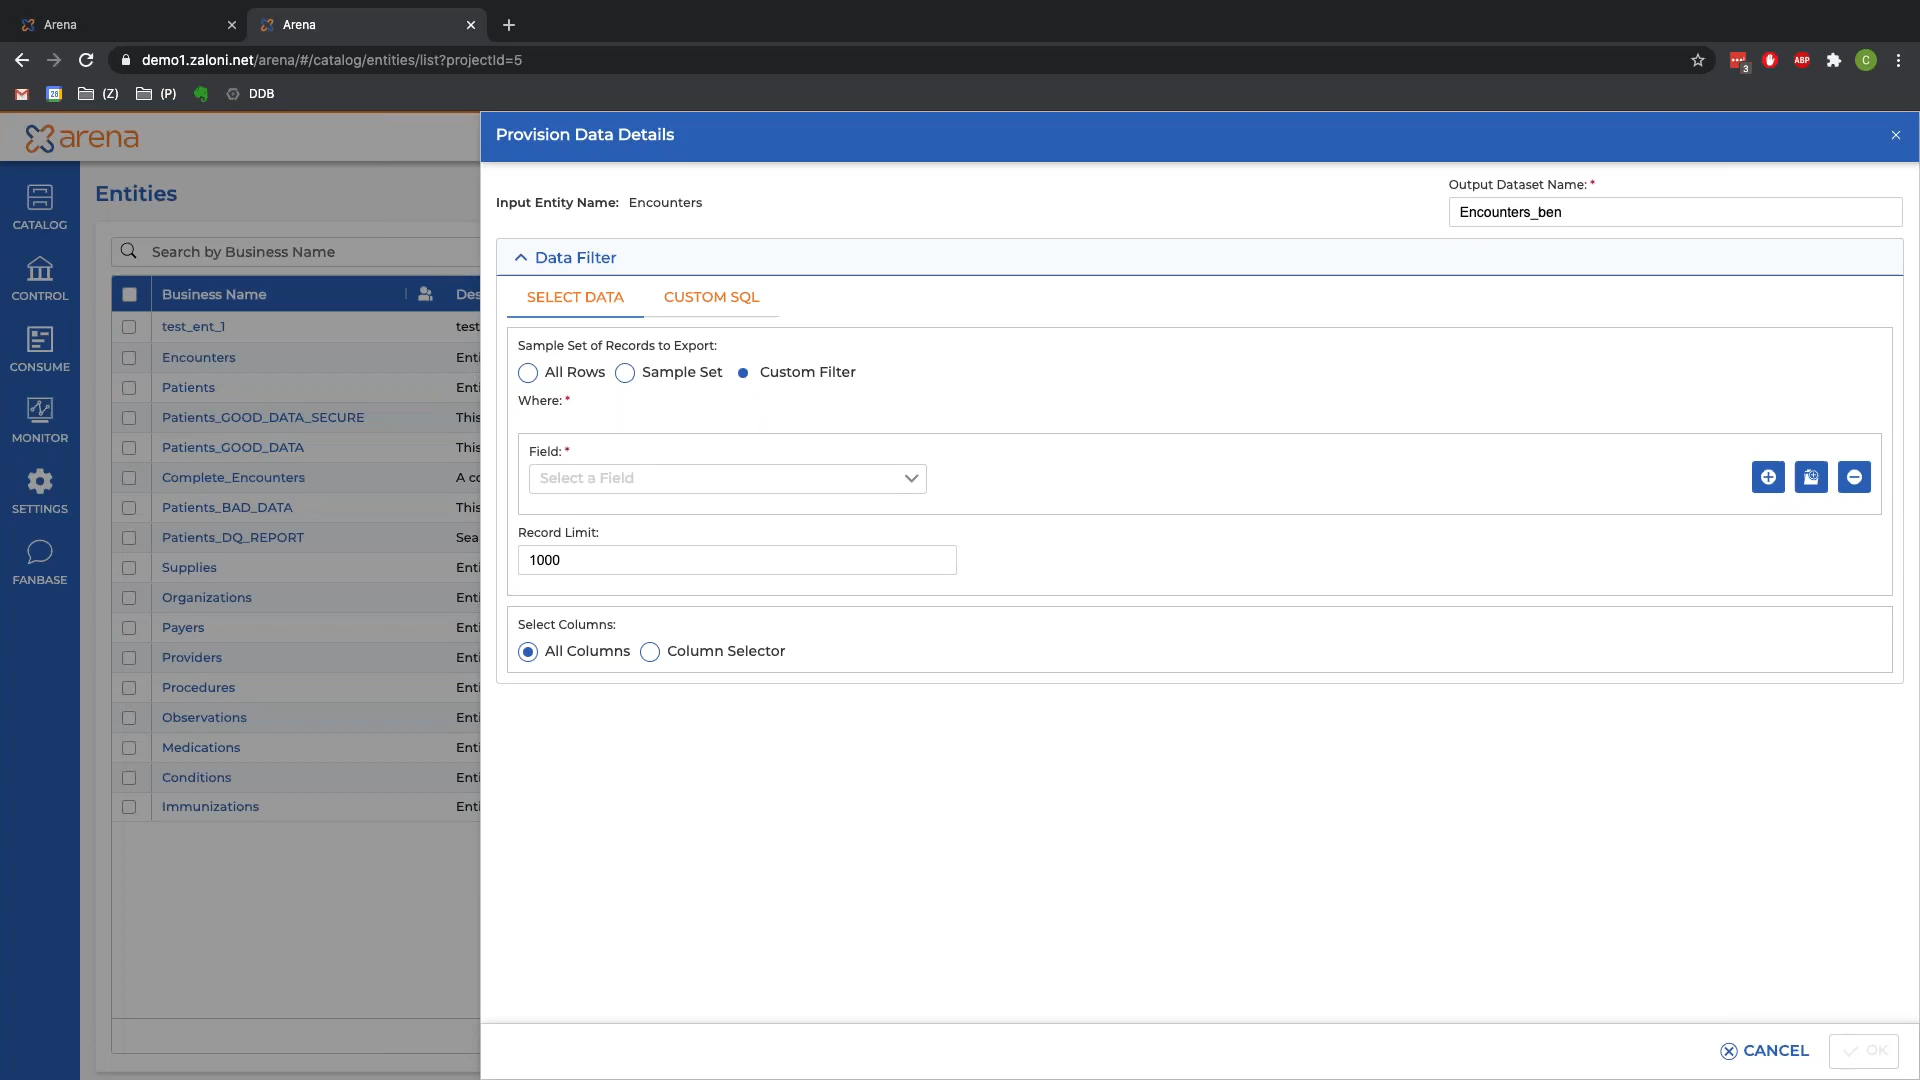 Arena
Arena
demo1.zaloni.net/arena/#/catalog/entities/list?projectId=5
3
ABP
C
28
(Z)
(P)
DDB
arena
CATALOG
CONTROL
CONSUME
MONITOR
SETTINGS
FANBASE
Entities
Search by Business Name
Business Name
Des
test_ent_1
test
Encounters
Enti
Patients
Enti
Patients_GOOD_DATA_SECURE
This
Patients_GOOD_DATA
This
Complete_Encounters
A co
Patients_BAD_DATA
This
Patients_DQ_REPORT
Sea
Supplies
Enti
Organizations
Enti
Payers
Enti
Providers
Enti
Procedures
Enti
Observations
Enti
Medications
Enti
Conditions
Enti
Immunizations
Enti
Provision Data Details
Input Entity Name: Encounters
Output Dataset Name: *
Encounters_ben
Data Filter
SELECT DATA
CUSTOM SQL
Sample Set of Records to Export:
All Rows
Sample Set
Custom Filter
Where: *
Field: *
Select a Field
Record Limit:
1000
Select Columns:
All Columns
Column Selector
CANCEL
OK